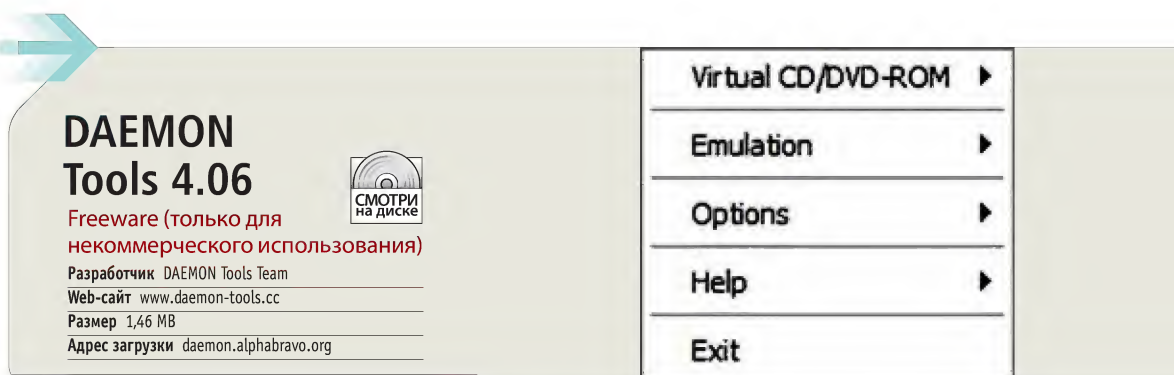 DAEMON
Tools 4.06
СМОТРИ
на диске
Freeware (только для
некоммерческого использования)
Разработчик DAEMON Tools Team
Web-сайт www.daemon-tools.cc
Размер 1,46 MB
Адрес загрузки daemon.alphabravo.org
Virtual CD/DVD-ROM
Emulation
Options
Help
Exit